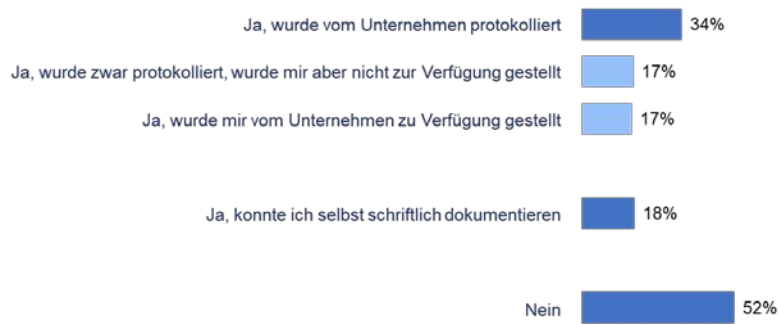 Ja, wurde vom Unternehmen protokolliert 34%
Ja, wurde zwar protokolliert, wurde mir aber nicht zur Verfügung gestellt 17%
Ja, wurde mir vom Unternehmen zu Verfügung gestellt 17%
Ja, konnte ich selbst schriftlich dokumentieren 18%
Nein 52%